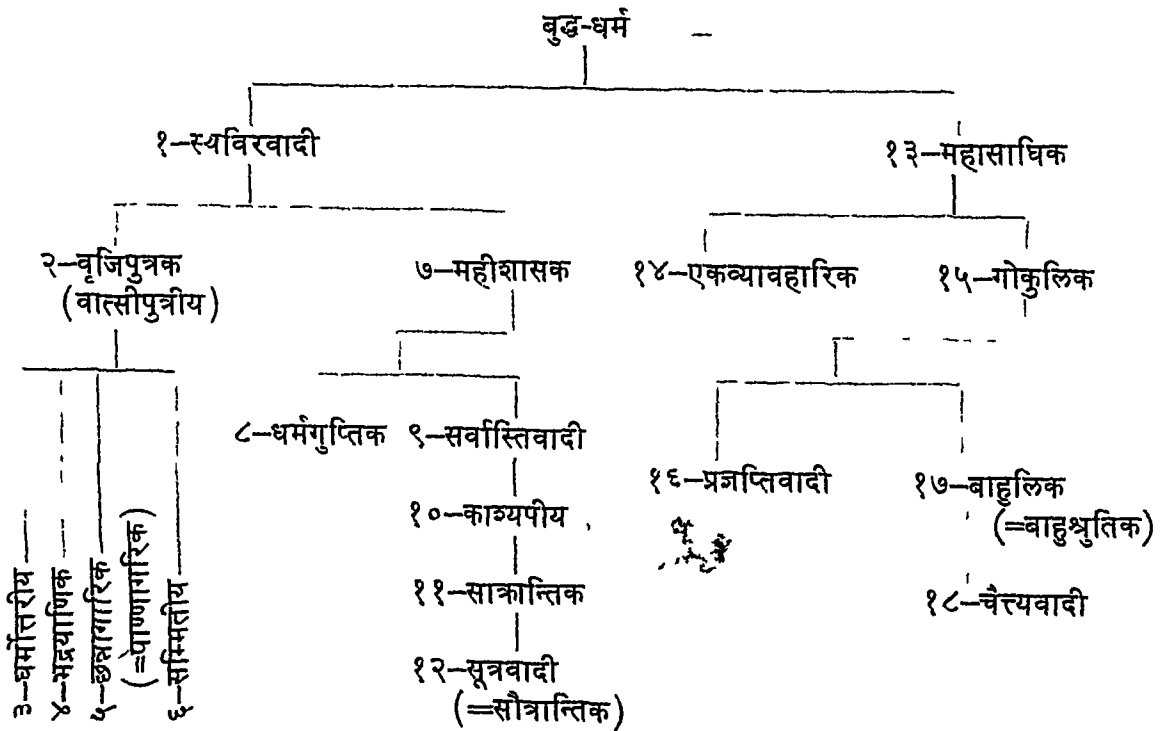 बुद्ध-धर्म
१–स्यविरवादी
१३–महासाघिक
२–वृजिपुत्रक
(वात्सीपुत्रीय)
७–महीशासक
१४–एकव्यावहारिक
१५–गोकुलिक
३–धर्मोत्तरीय
४–भद्रयाणिक
५–छन्नागारिक
(=पाण्णागरिक)
६–सम्मितीय
८–धर्मगुप्तिक
९–सर्वास्तिवादी
१०–काश्यपीय
११–साक्रान्तिक
१२–सूत्रवादी
(=सौत्रान्तिक)
१६–प्रज्ञप्तिवादी
१७–बाहुलिक
(=बाहुश्रुतिक)
१८–चैत्त्यवादी